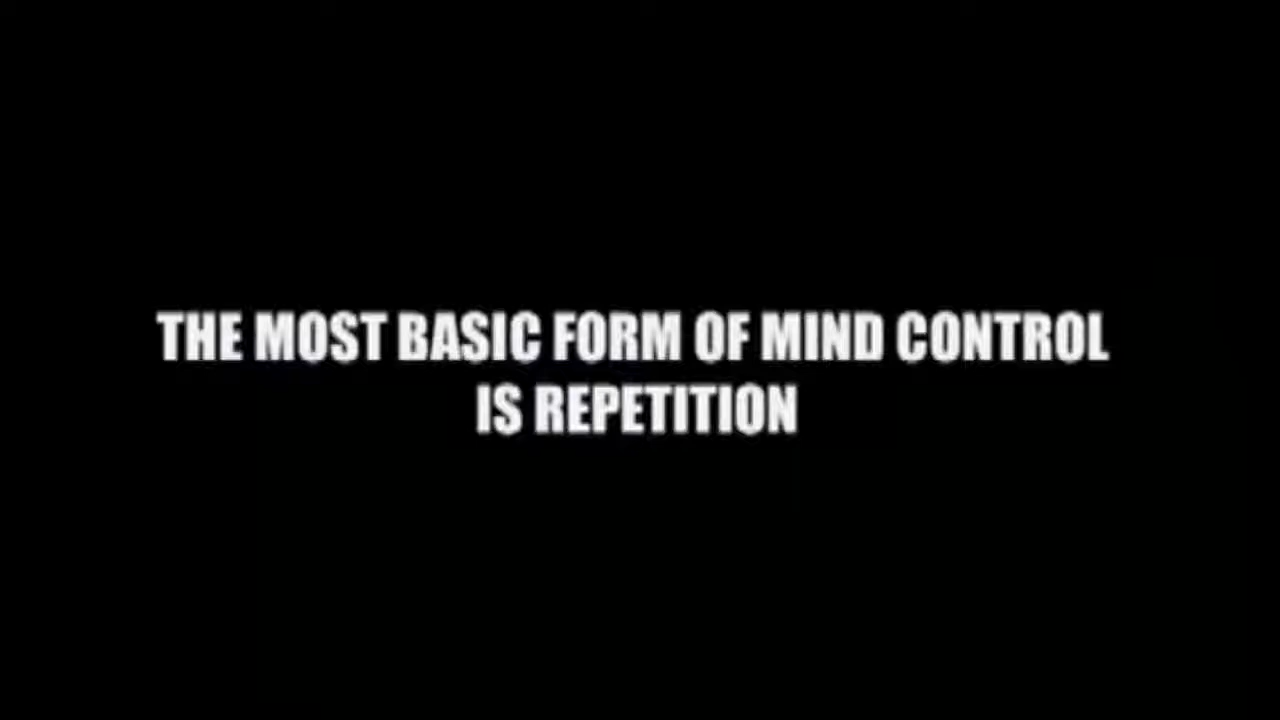 THE MOST BASIC FORM OF MIND CONTROL
IS REPETITION